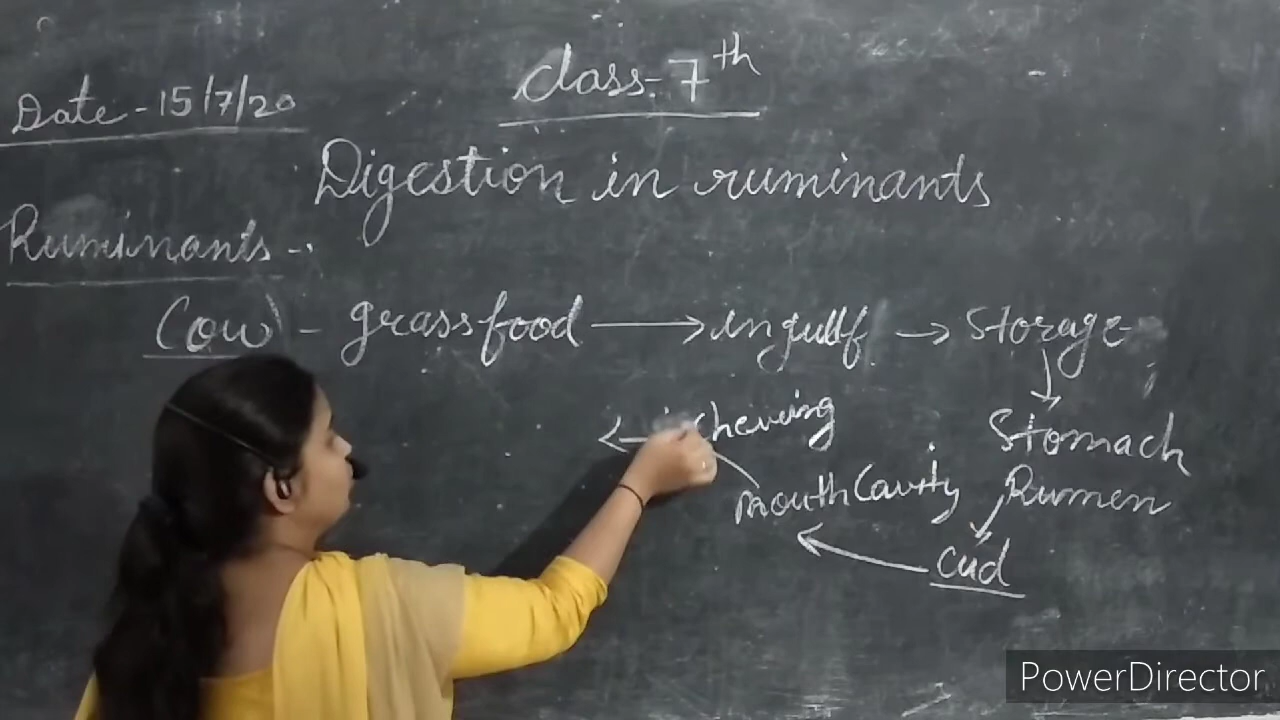 Class:- 7th
Date - 15/7/20
Digestion in ruminants
Ruminants -:
Cow - grassfood → ingullf → Storage
↓
← chewing
Stomach
mouth Cavity
Rumen
← cud
PowerDirector